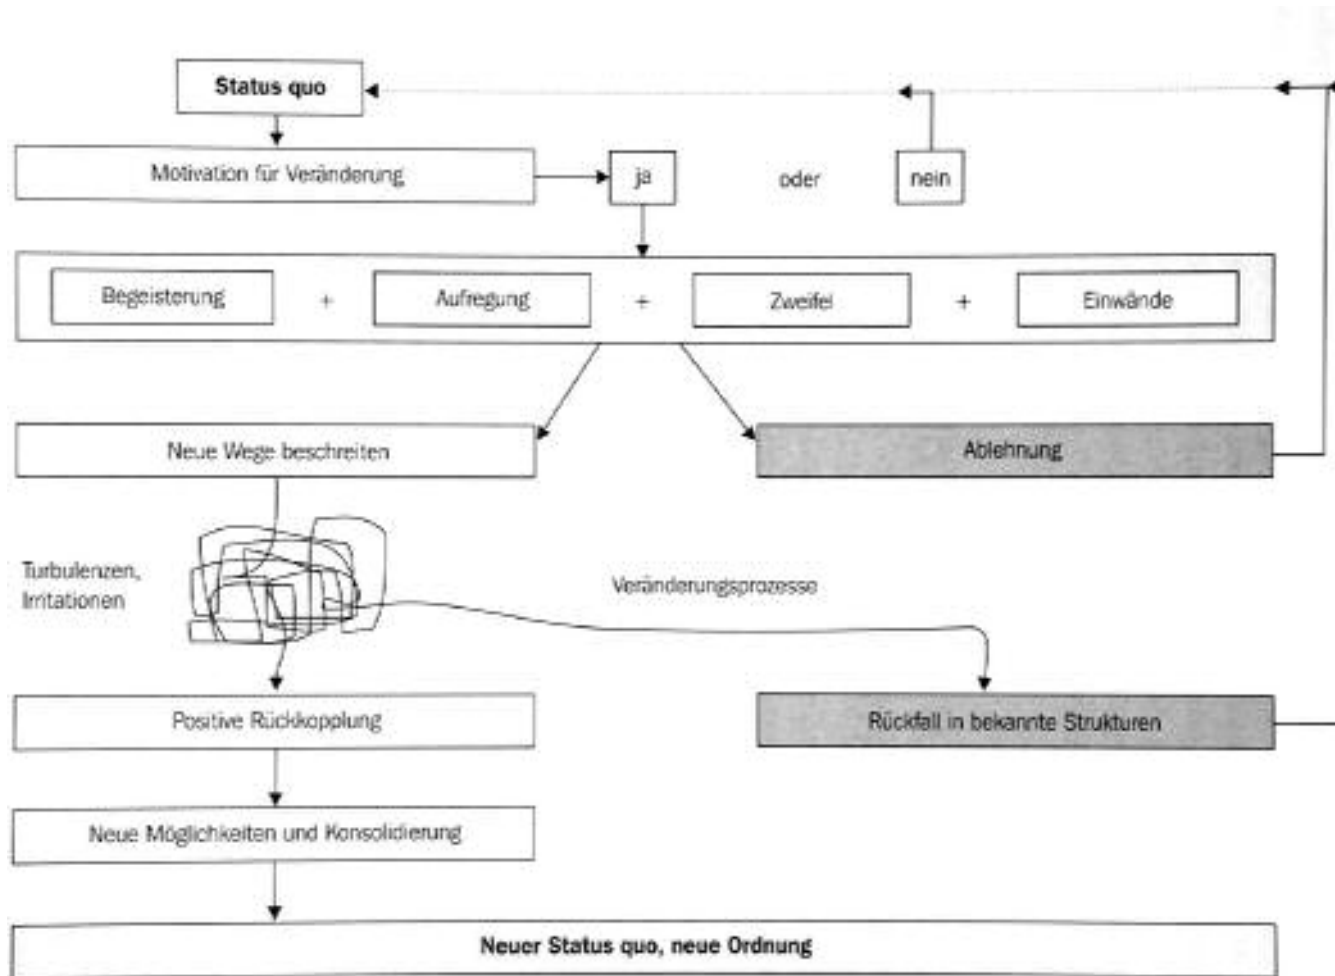 Status quo
Motivation für Veränderung
ja
oder
nein
Begeisterung + Aufregung + Zweifel + Einwände
Neue Wege beschreiten
Ablehnung
Turbulenzen,
Irritationen
Veränderungsprozesse
Positive Rückkopplung
Rückfall in bekannte Strukturen
Neue Möglichkeiten und Konsolidierung
Neuer Status quo, neue Ordnung